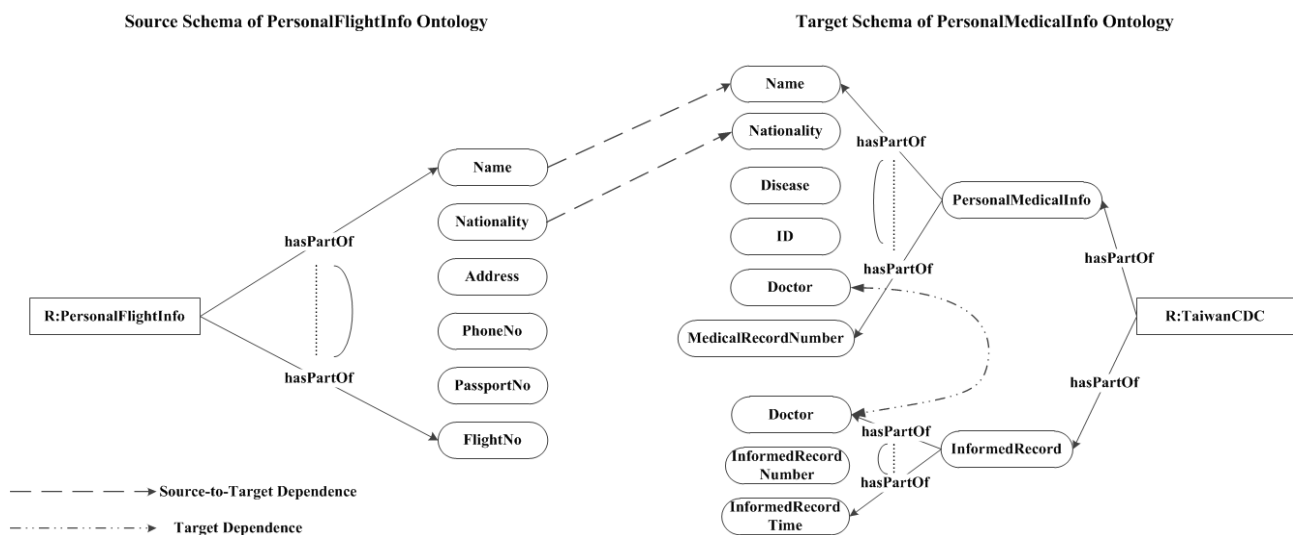 Source Schema of PersonalFlightInfo Ontology
Target Schema of PersonalMedicalInfo Ontology
Name
Nationality
Address
PhoneNo
PassportNo
FlightNo
hasPartOf
hasPartOf
R:PersonalFlightInfo
Name
Nationality
Disease
ID
Doctor
MedicalRecordNumber
hasPartOf
hasPartOf
PersonalMedicalInfo
hasPartOf
R:TaiwanCDC
hasPartOf
Doctor
InformedRecord
Number
InformedRecord
Time
hasPartOf
hasPartOf
InformedRecord
Source-to-Target Dependence
Target Dependence